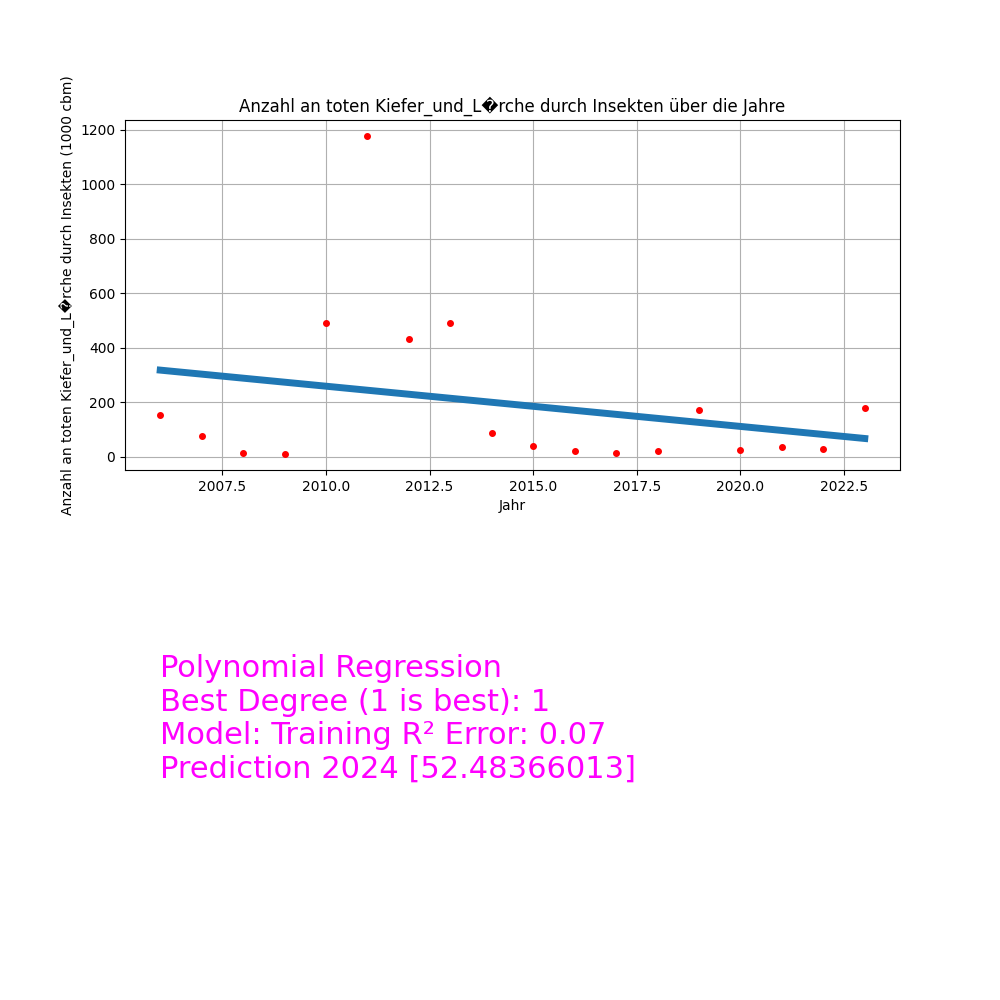 Anzahl an toten Kiefer_und_L�rche durch Insekten über die Jahre
Anzahl an toten Kiefer_und_L�rche durch Insekten (1000 cbm)
1200
1000
800
600
400
200
0
2007.5 2010.0 2012.5 2015.0 2017.5 2020.0 2022.5
Jahr
Polynomial Regression
Best Degree (1 is best): 1
Model: Training R² Error: 0.07
Prediction 2024 [52.48366013]